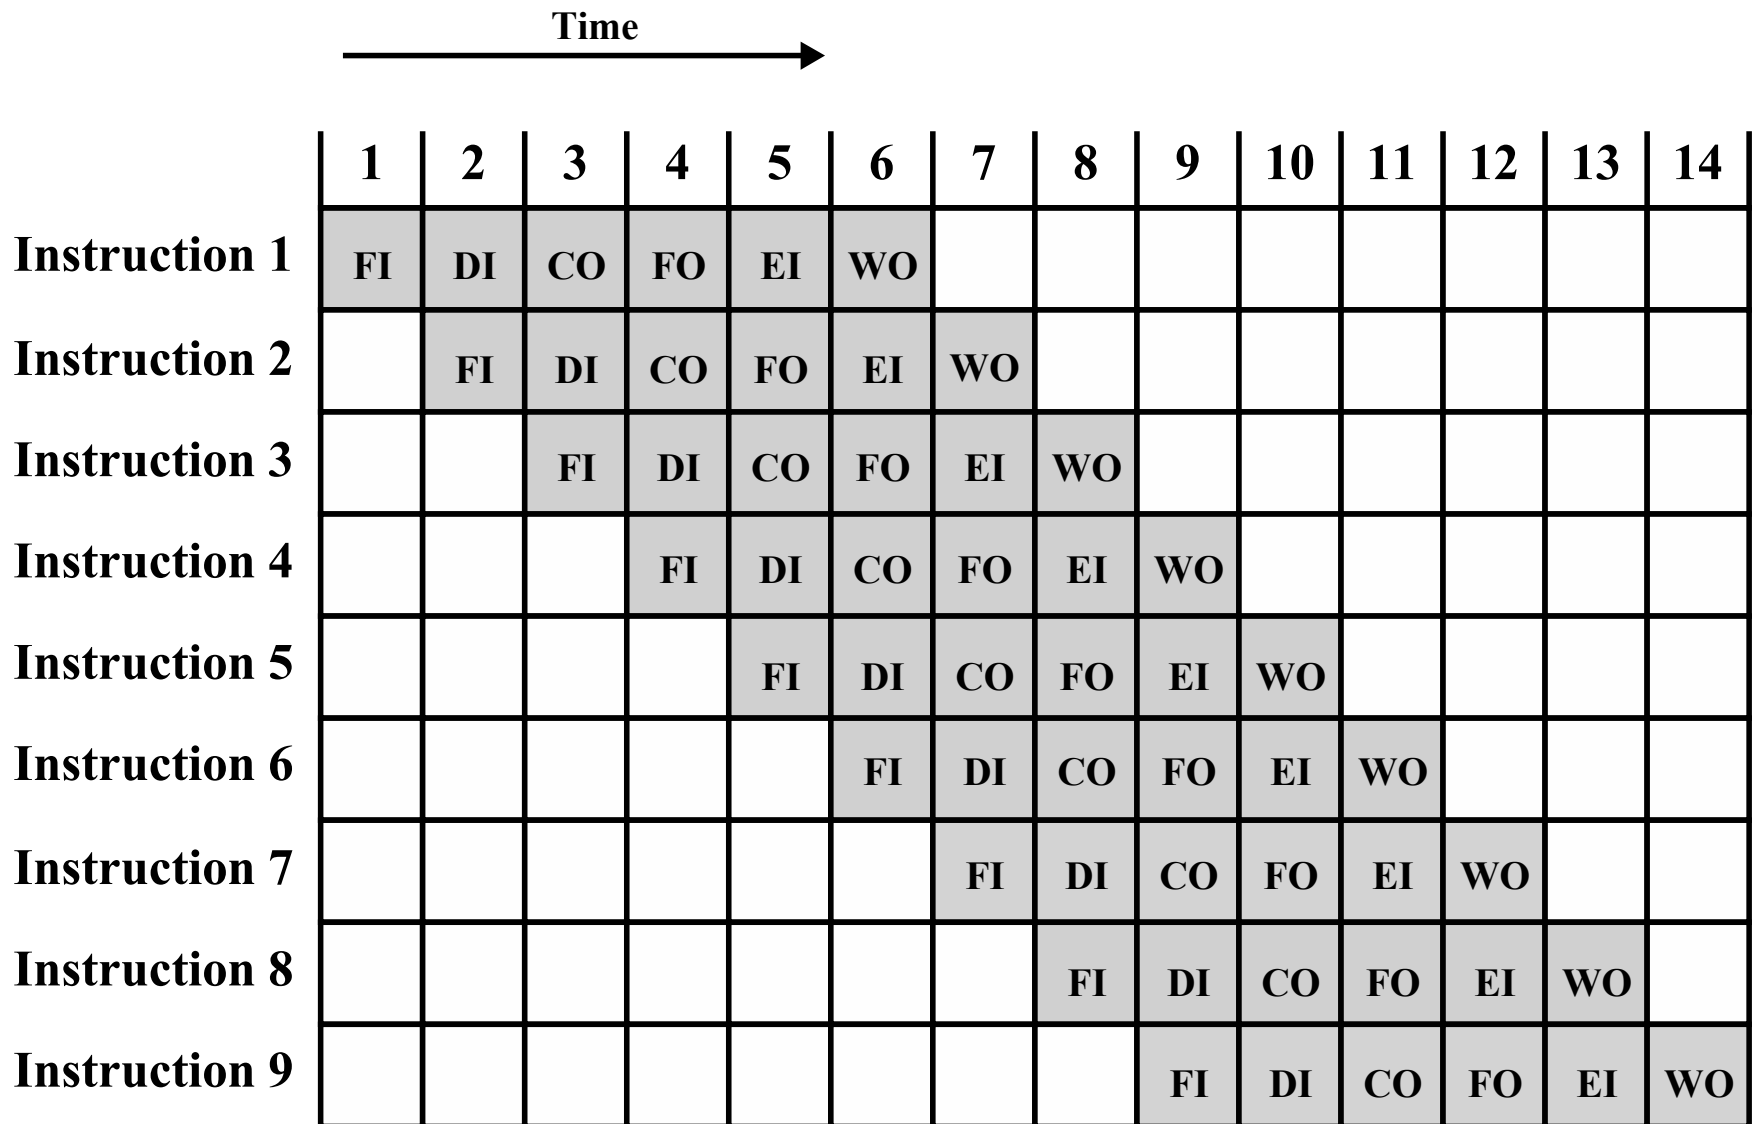 Time
1 2 3 4 5 6 7 8 9 10 11 12 13 14
Instruction 1 FI DI CO FO EI WO
Instruction 2 FI DI CO FO EI WO
Instruction 3 FI DI CO FO EI WO
Instruction 4 FI DI CO FO EI WO
Instruction 5 FI DI CO FO EI WO
Instruction 6 FI DI CO FO EI WO
Instruction 7 FI DI CO FO EI WO
Instruction 8 FI DI CO FO EI WO
Instruction 9 FI DI CO FO EI WO